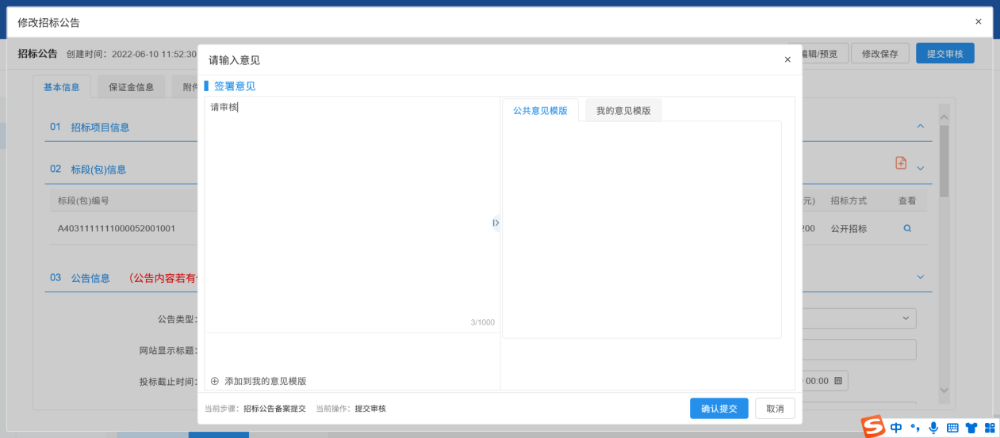 修改招标公告
×
招标公告 创建时间：2022-06-10 11:52:30
编辑/预览 修改保存 提交审核
请输入意见 ×
基本信息 保证金信息 附件
签署意见
请审核
公共意见模版 我的意见模版
01 招标项目信息
02 标段(包)信息
标段(包)编号 元) 招标方式 查看
A4031111111000052001001 200 公开招标
03 公告信息 （公告内容若有
公告类型：
3/1000
网站显示标题：
投标截止时间： 00:00
添加到我的意见模版
当前步骤：招标公告备案提交 当前操作：提交审核
确认提交 取消
中